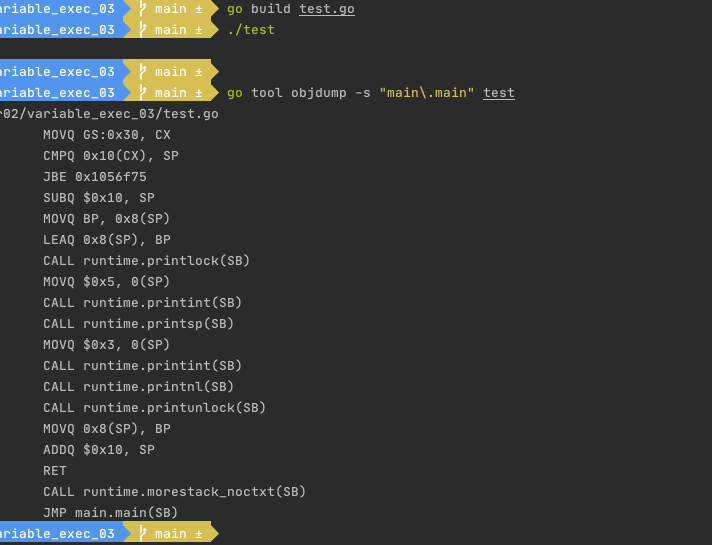 ariable_exec_03 main ± go build test.go
ariable_exec_03 main ± ./test
ariable_exec_03 main ±
ariable_exec_03 main ± go tool objdump -s "main\.main" test
r02/variable_exec_03/test.go
MOVQ GS:0x30, CX
CMPQ 0x10(CX), SP
JBE 0x1056f75
SUBQ $0x10, SP
MOVQ BP, 0x8(SP)
LEAQ 0x8(SP), BP
CALL runtime.printlock(SB)
MOVQ $0x5, 0(SP)
CALL runtime.printint(SB)
CALL runtime.printsp(SB)
MOVQ $0x3, 0(SP)
CALL runtime.printint(SB)
CALL runtime.printnl(SB)
CALL runtime.printunlock(SB)
MOVQ 0x8(SP), BP
ADDQ $0x10, SP
RET
CALL runtime.morestack_noctxt(SB)
JMP main.main(SB)
ariable_exec_03 main ±